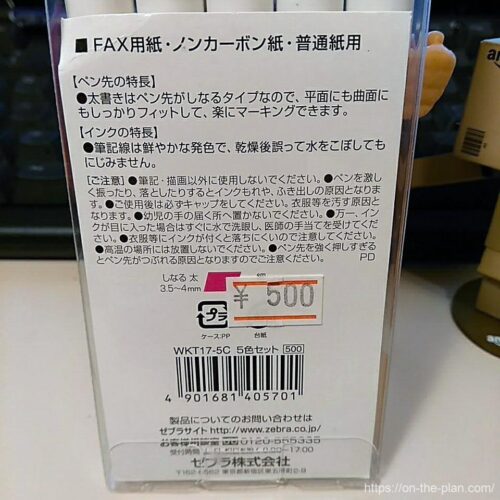 ■FAX用紙・ノンカーボン紙・普通紙用
【ペン先の特長】
●太書きはペン先がしなるタイプなので、平面にも曲面に
もしっかりフィットして、楽にマーキングできます。
【インクの特長】
●筆記線は鮮やかな発色で、乾燥後誤って水をこぼしても
にじみません。
【ご注意】●筆記・描画以外に使用しないでください。●ペンを激し
く振ったり、落としたりするとインクもれや、ふき出しの原因となりま
す。●ご使用後は必ずキャップをしてください。衣服等を汚す原因と
なります。●幼児の手の届く所へ置かないでください。●万一、イン
クが目に入った場合はすぐに水で洗眼し、医師の手当てを受けてくだ
さい。●衣服等にインクが付くと落ちにくいので注意してください。
●高温の場所には放置しないでください。●ペン先を強く押しすぎる
とペン先がつぶれる原因となりますのでご注意ください。 PD
しなる 太
3.5〜4mm
¥ 500
プラ
ケース:PP 台紙
WKT17-5C 5色セット 500
4 901681 405701
製品についてのお問い合わせは
ゼブラサイト http://www.zebra.co.jp/
お客様相談室 0120-555335
ゼブラ株式会社
https://on-the-plan.com/
ama